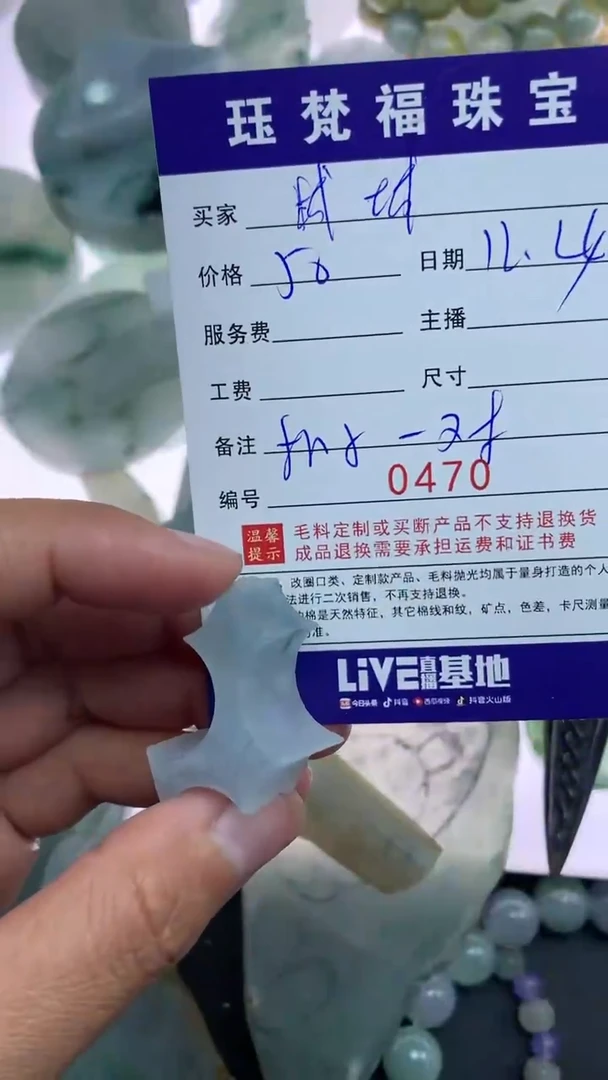 珏梵福珠宝
买家
价格 50 日期 11.4
服务费 主播
工费 尺寸
备注 一对
编号 0470
温馨提示 毛料定制或买断产品不支持退换货
成品退换需要承担运费和证书费
改圈口类、定制款产品、毛料抛光均属于量身打造的个人
法进行二次销售，不再支持退换。
棉是天然特征，其它棉线和纹，矿点，色差，卡尺测量
准。
LIVE直播基地
今日头条 抖音 西瓜视频 抖音火山版